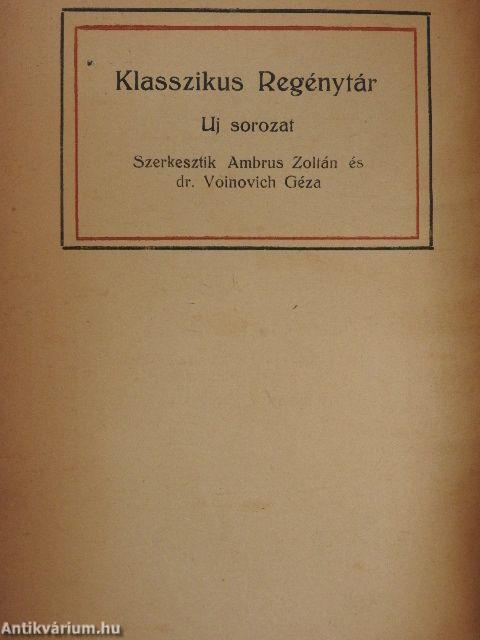 Klasszikus Regénytár
Uj sorozat
Szerkesztik Ambrus Zoltán és
dr. Voinovich Géza
Antikvárium.hu